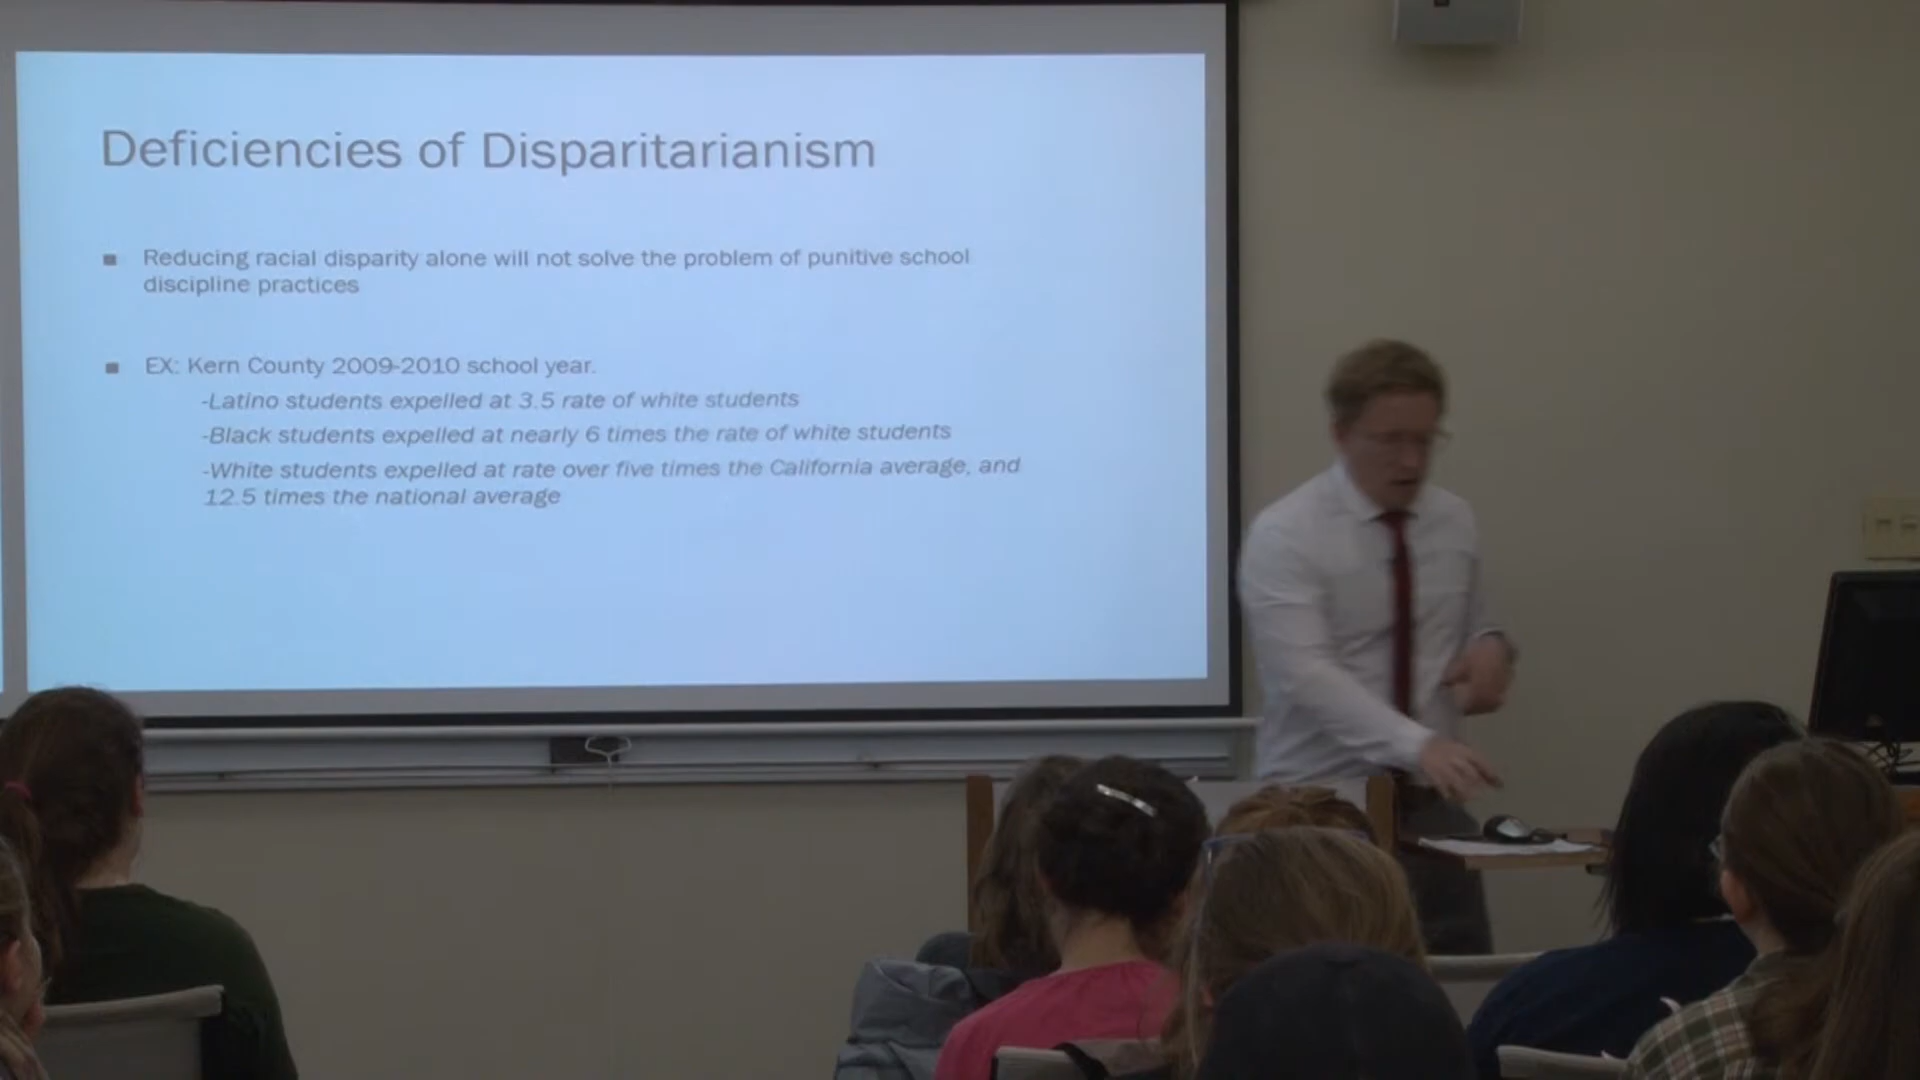 Deficiencies of Disparitarianism
Reducing racial disparity alone will not solve the problem of punitive school
discipline practices
EX: Kern County 2009-2010 school year.
-Latino students expelled at 3.5 rate of white students
-Black students expelled at nearly 6 times the rate of white students
-White students expelled at rate over five times the California average, and
12.5 times the national average